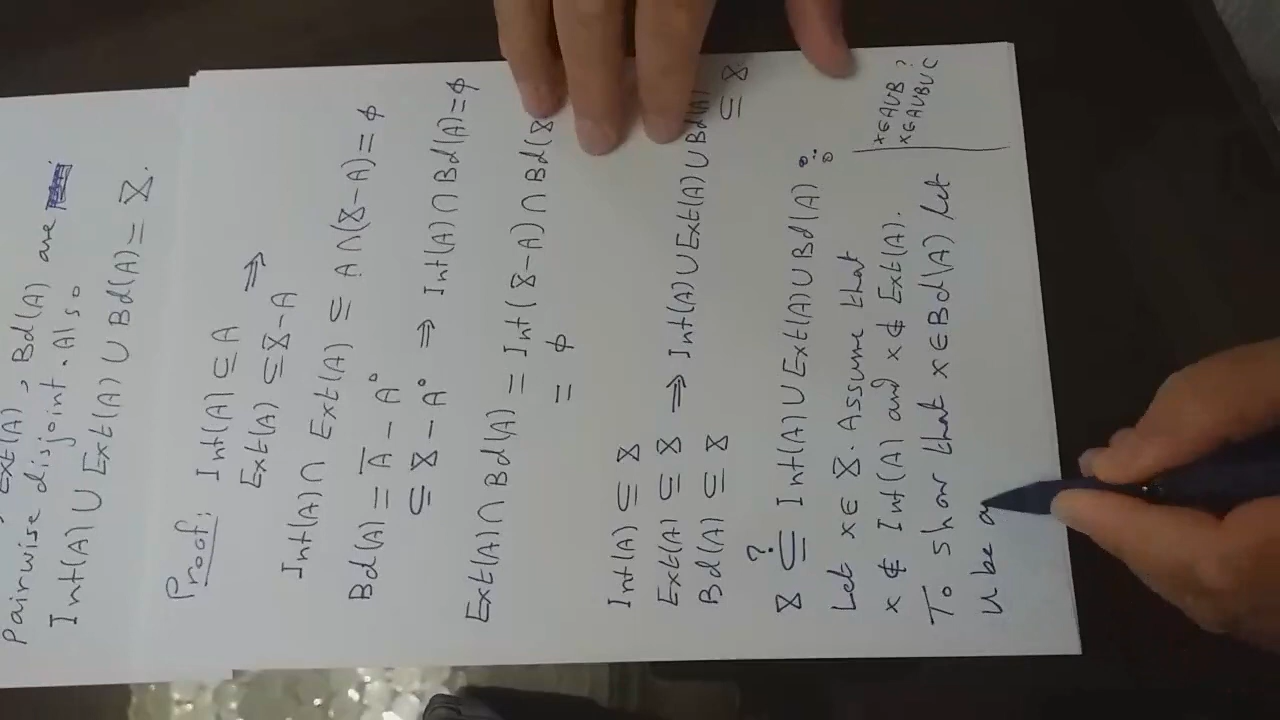 , Ext(A), Bd(A) are
Pairwise disjoint. Also
Int(A) ∪ Ext(A) ∪ Bd(A) = X.
Proof: Int(A) ⊆ A
Ext(A) ⊆ X-A ⇒
Int(A) ∩ Ext(A) ⊆ A ∩ (X-A) = ϕ
Bd(A) = A̅ - A°
⊆ X - A° ⇒ Int(A) ∩ Bd(A) = ϕ
Ext(A) ∩ Bd(A) = Int(X-A) ∩ Bd(X
= ϕ
Int(A) ⊆ X
Ext(A) ⊆ X ⇒ Int(A) ∪ Ext(A) ∪ Bd(A)
Bd(A) ⊆ X
⊆ X
?
X ⊆ Int(A) ∪ Ext(A) ∪ Bd(A) :
Let x ∈ X. Assume that
x ∉ Int(A) and x ∉ Ext(A).
To show that x ∈ Bd(A) let
U be a
x ∈ A ∪ B ?
x ∈ A ∪ B ∪ C